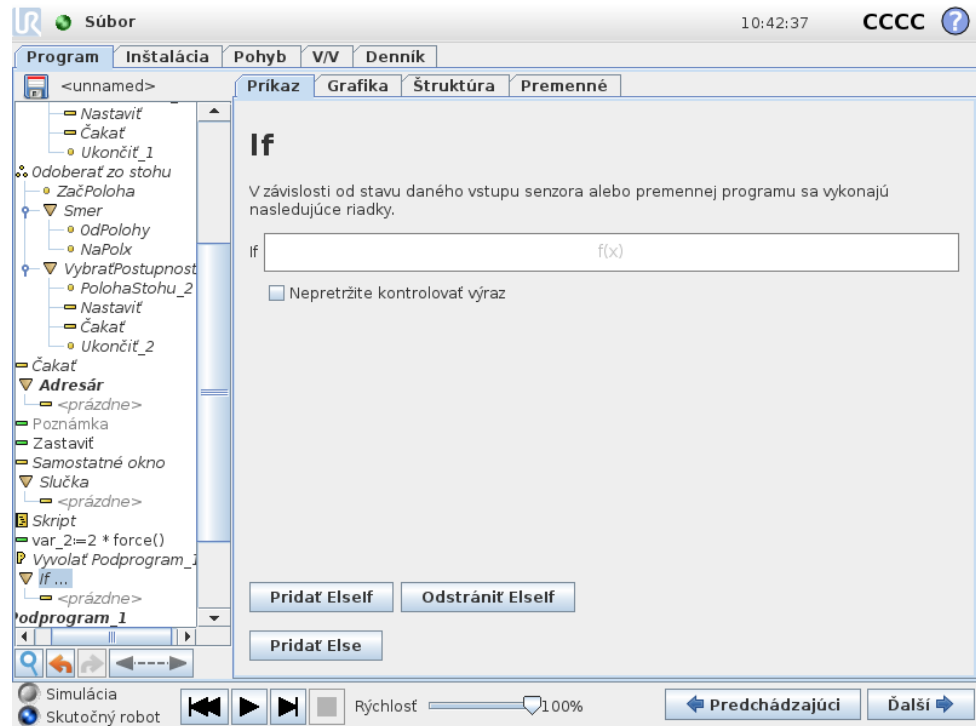 UR Súbor 10:42:37 CCCC ?
Program Inštalácia Pohyb V/V Denník
<unnamed>
Príkaz Grafika Štruktúra Premenné
Nastaviť
Čakať
Ukončiť_1
Odoberať zo stohu
ZačPoloha
Smer
OdPolohy
NaPolx
VybraťPostupnost
PolohaStohu_2
Nastaviť
Čakať
Ukončiť_2
Čakať
Adresár
<prázdne>
Poznámka
Zastaviť
Samostatné okno
Slučka
<prázdne>
Skript
var_2:=2 * force()
Vyvolať Podprogram_1
If ...
<prázdne>
Podprogram_1
If
V závislosti od stavu daného vstupu senzora alebo premennej programu sa vykonajú
nasledujúce riadky.
If f(x)
Nepretržite kontrolovať výraz
Pridať ElseIf Odstrániť ElseIf
Pridať Else
Simulácia
Skutočný robot
Rýchlosť 100%
Predchádzajúci Ďalší